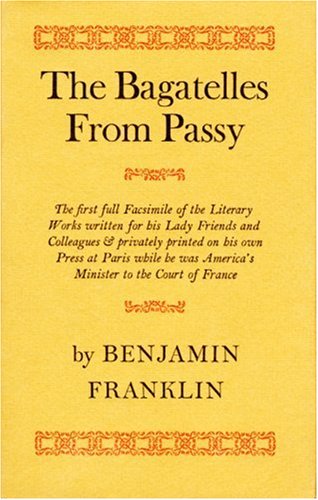 The Bagatelles
From Passy
The first full Facsimile of the Literary
Works written for his Lady Friends and
Colleagues & privately printed on his own
Press at Paris while he was America's
Minister to the Court of France
by BENJAMIN
FRANKLIN